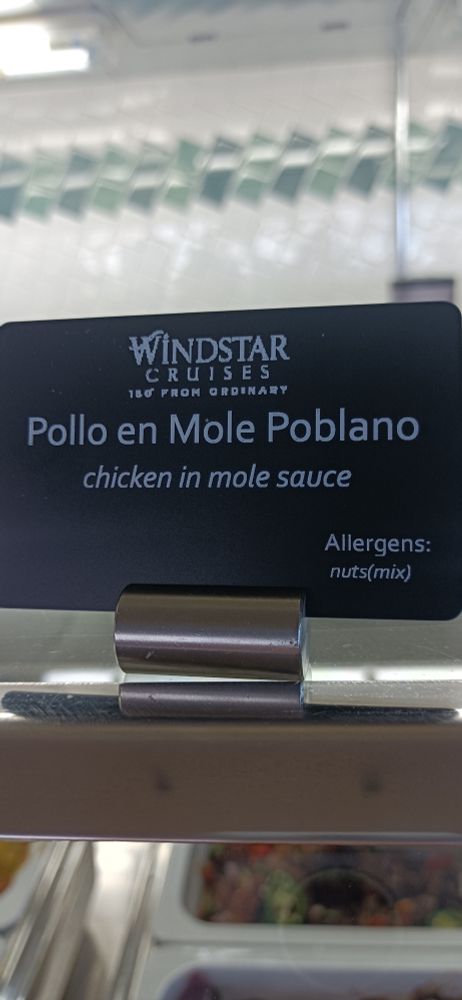 WINDSTAR
CRUISES
180° FROM ORDINARY
Pollo en Mole Poblano
chicken in mole sauce
Allergens:
nuts(mix)